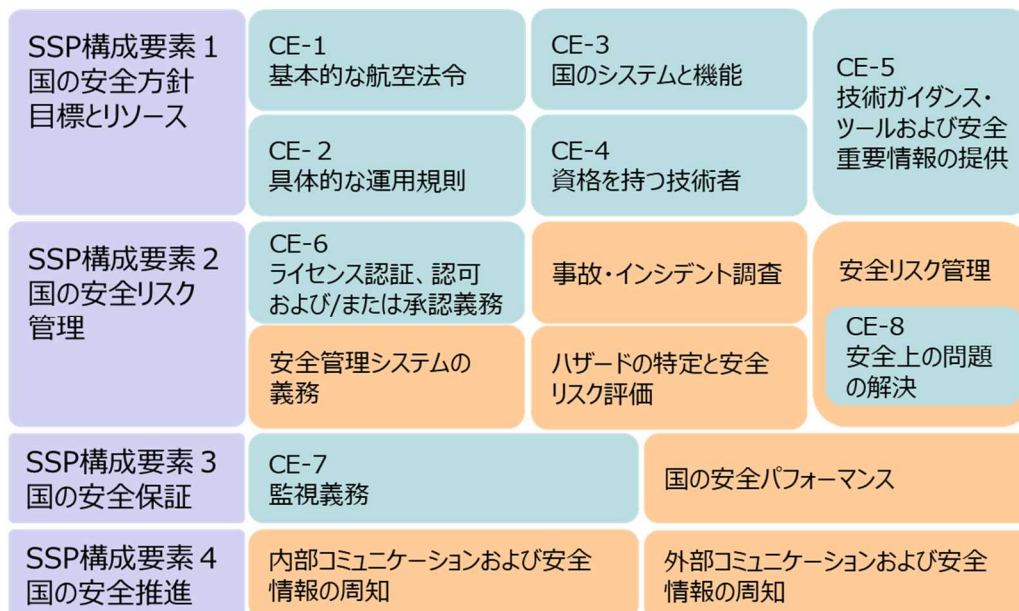 SSP構成要素１
国の安全方針
目標とリソース
CE-1
基本的な航空法令
CE-3
国のシステムと機能
CE-5
技術ガイダンス・
ツールおよび安全
重要情報の提供
CE-２
具体的な運用規則
CE-4
資格を持つ技術者
SSP構成要素２
国の安全リスク
管理
CE-6
ライセンス認証、認可
および/または承認義務
事故・インシデント調査
安全リスク管理
CE-8
安全上の問題
の解決
安全管理システムの
義務
ハザードの特定と安全
リスク評価
SSP構成要素３
国の安全保証
CE-7
監視義務
国の安全パフォーマンス
SSP構成要素４
国の安全推進
内部コミュニケーションおよび安全
情報の周知
外部コミュニケーションおよび安全
情報の周知